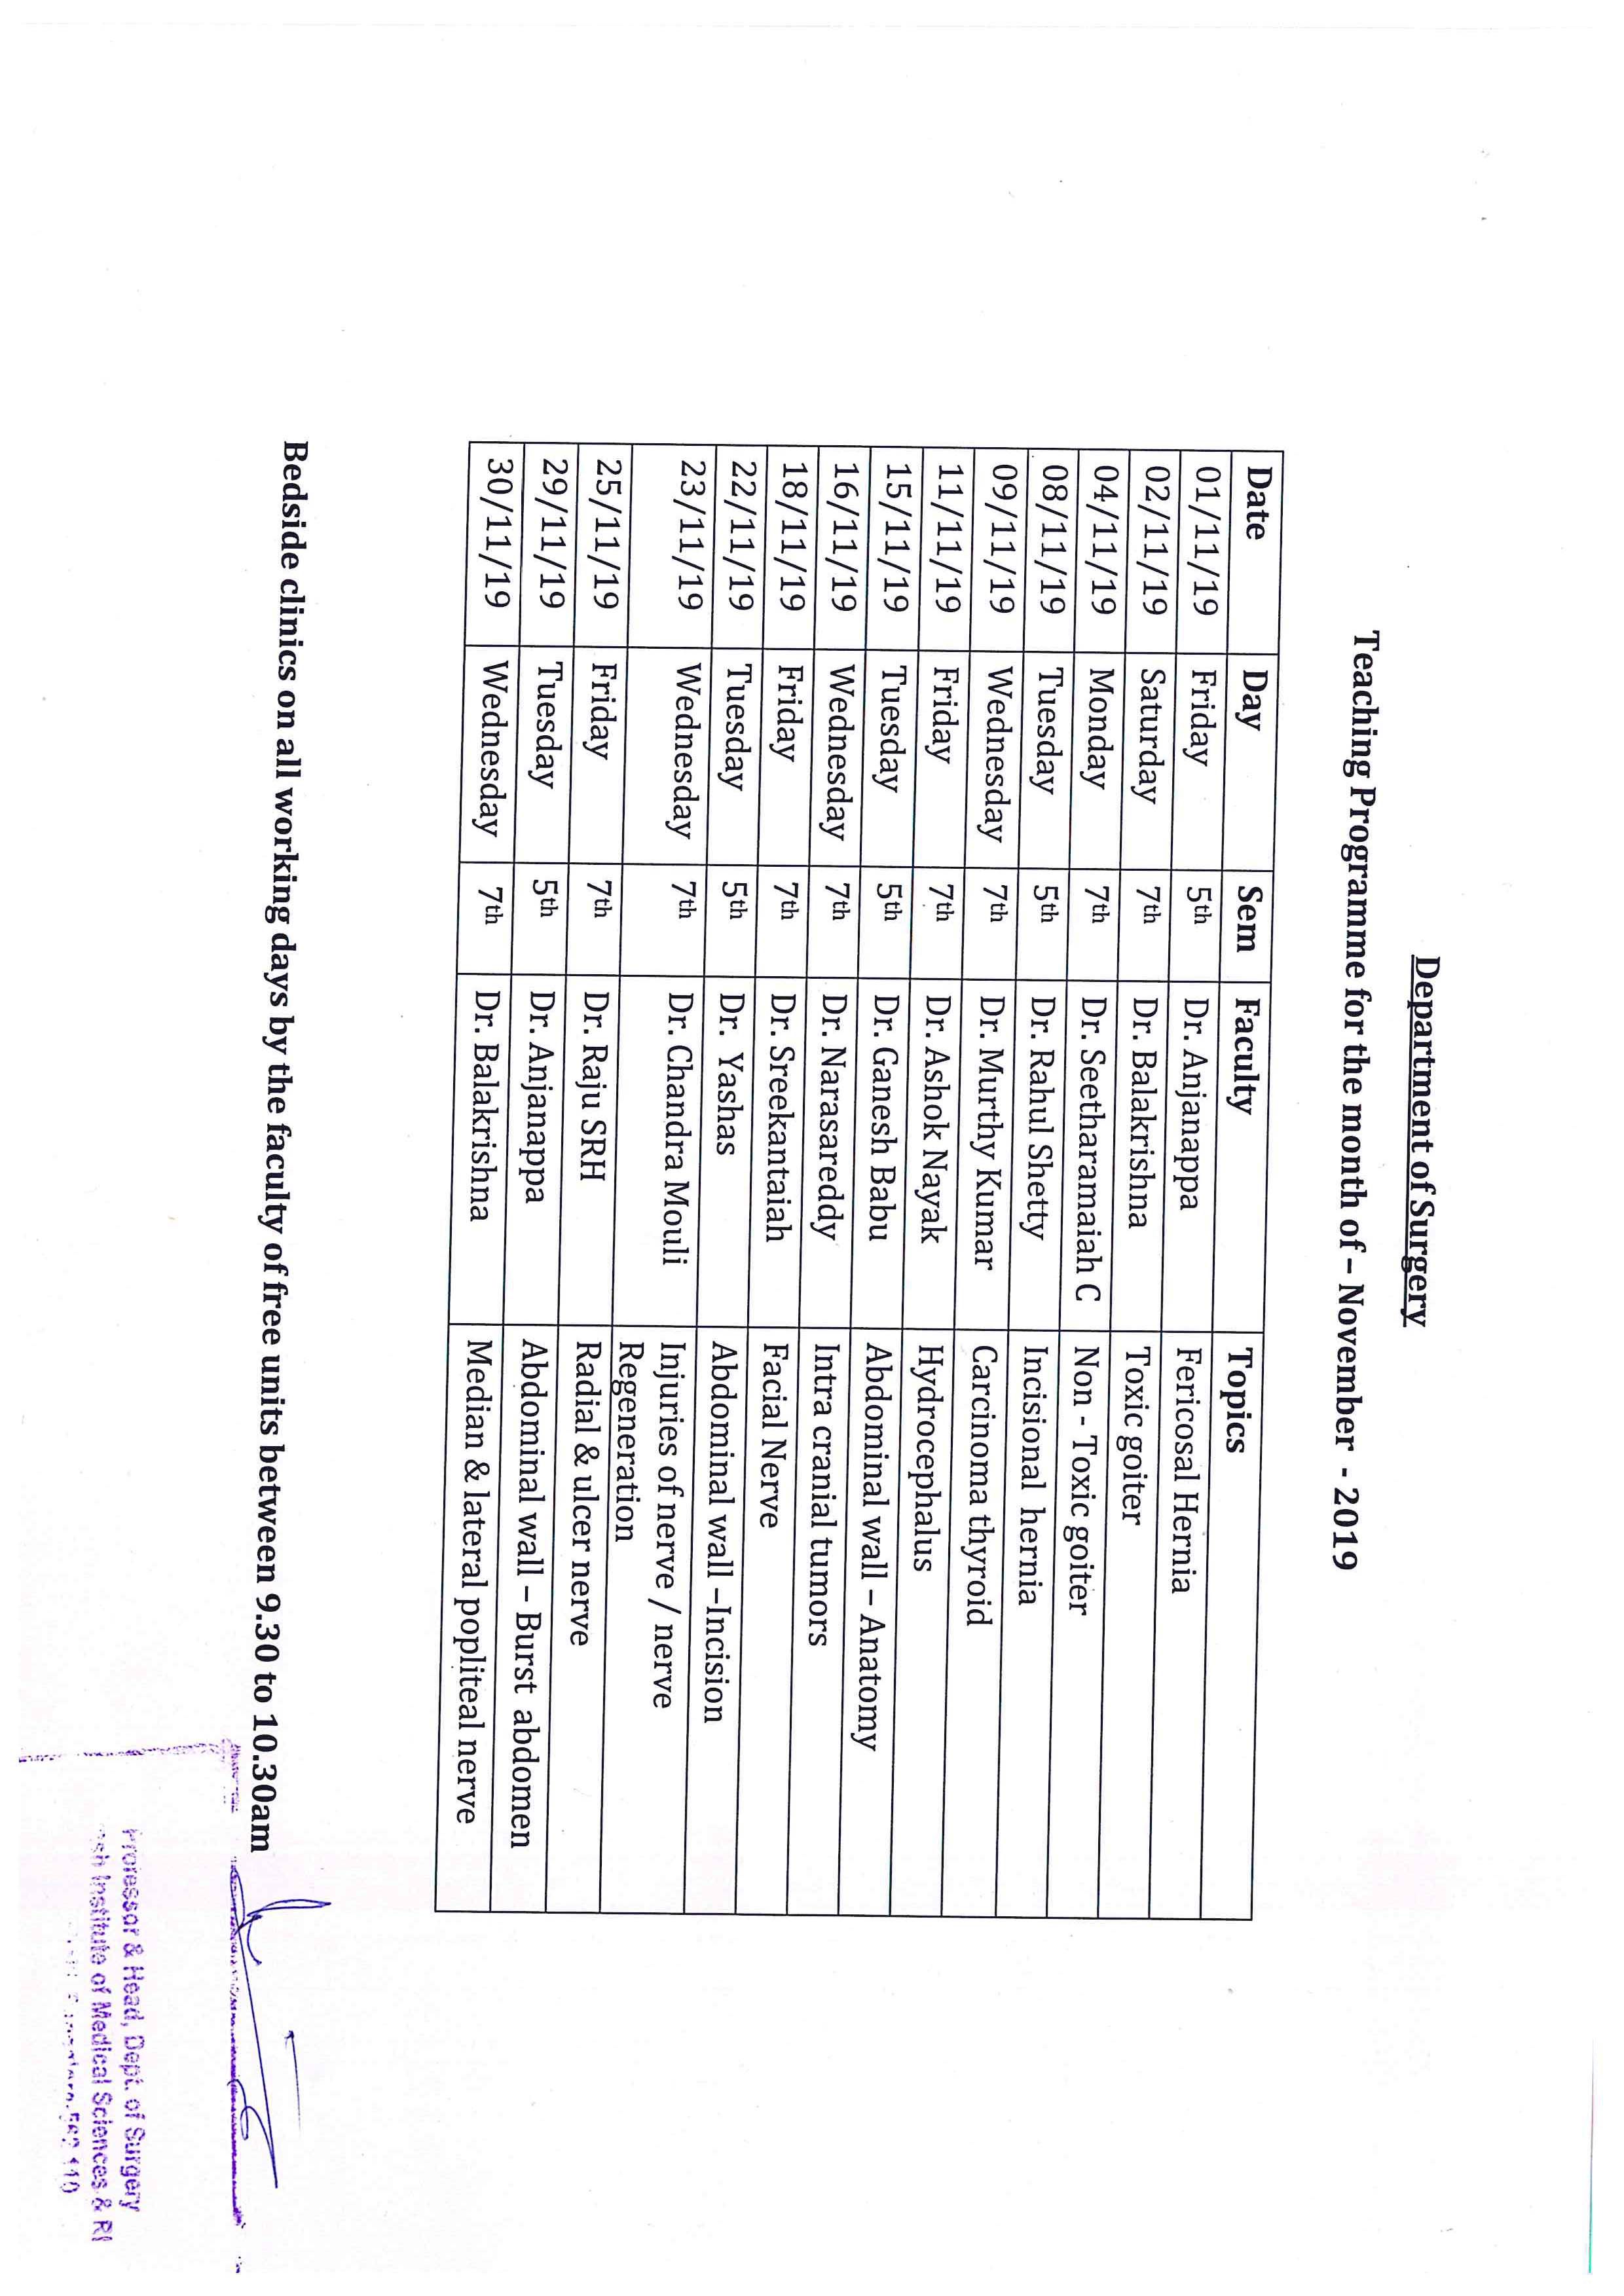 Department of Surgery
Teaching Programme for the month of – November - 2019
Date Day Sem Faculty Topics
01/11/19 Friday 5th Dr. Anjanappa Fericosal Hernia
02/11/19 Saturday 7th Dr. Balakrishna Toxic goiter
04/11/19 Monday 7th Dr. Seetharamaiah C Non - Toxic goiter
08/11/19 Tuesday 5th Dr. Rahul Shetty Incisional hernia
09/11/19 Wednesday 7th Dr. Murthy Kumar Carcinoma thyroid
11/11/19 Friday 7th Dr. Ashok Nayak Hydrocephalus
15/11/19 Tuesday 5th Dr. Ganesh Babu Abdominal wall – Anatomy
16/11/19 Wednesday 7th Dr. Narasareddy Intra cranial tumors
18/11/19 Friday 7th Dr. Sreekantaiah Facial Nerve
22/11/19 Tuesday 5th Dr. Yashas Abdominal wall –Incision
23/11/19 Wednesday 7th Dr. Chandra Mouli Injuries of nerve / nerve
Regeneration
25/11/19 Friday 7th Dr. Raju SRH Radial & ulcer nerve
29/11/19 Tuesday 5th Dr. Anjanappa Abdominal wall – Burst abdomen
30/11/19 Wednesday 7th Dr. Balakrishna Median & lateral popliteal nerve
Bedside clinics on all working days by the faculty of free units between 9.30 to 10.30am
Professor & Head, Dept. of Surgery
Institute of Medical Sciences & RI